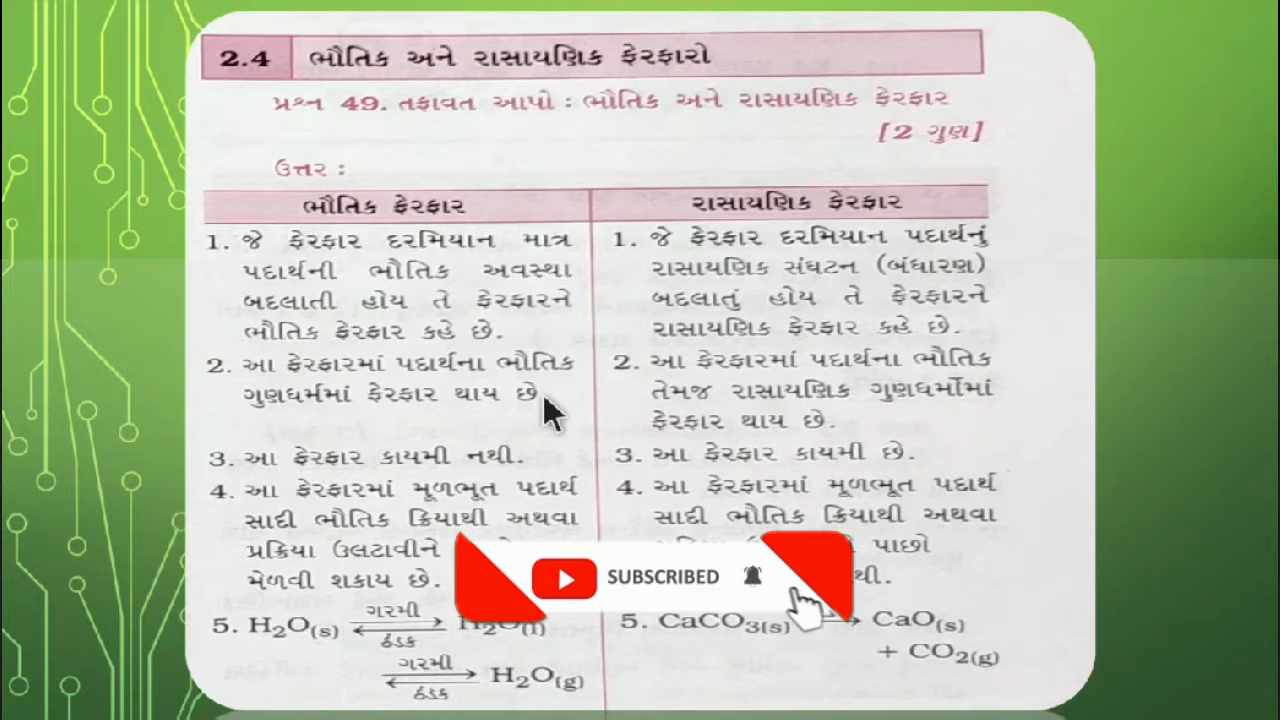 2.4 ભૌતિક અને રાસાયણિક ફેરફારો
પ્રશ્ન 49. તફાવત આપો : ભૌતિક અને રાસાયણિક ફેરફાર
[2 ગુણ]
ઉત્તર :
ભૌતિક ફેરફાર
1. જે ફેરફાર દરમિયાન માત્ર
પદાર્થની ભૌતિક અવસ્થા
બદલાતી હોય તે ફેરફારને
ભૌતિક ફેરફાર કહે છે.
2. આ ફેરફારમાં પદાર્થના ભૌતિક
ગુણધર્મમાં ફેરફાર થાય છે
3. આ ફેરફાર કાયમી નથી.
4. આ ફેરફારમાં મૂળભૂત પદાર્થ
સાદી ભૌતિક ક્રિયાથી અથવા
પ્રક્રિયા ઉલટાવીને
મેળવી શકાય છે.
5. H₂O(s) ગરમી ⇌ ઠંડક H₂O(l)
ગરમી ⇌ ઠંડક H₂O(g)
રાસાયણિક ફેરફાર
1. જે ફેરફાર દરમિયાન પદાર્થનું
રાસાયણિક સંઘટન (બંધારણ)
બદલાતું હોય તે ફેરફારને
રાસાયણિક ફેરફાર કહે છે.
2. આ ફેરફારમાં પદાર્થના ભૌતિક
તેમજ રાસાયણિક ગુણધર્મોમાં
ફેરફાર થાય છે.
3. આ ફેરફાર કાયમી છે.
4. આ ફેરફારમાં મૂળભૂત પદાર્થ
સાદી ભૌતિક ક્રિયાથી અથવા
પાછો
5. CaCO₃(s) → CaO(s)
+ CO₂(g)
SUBSCRIBED